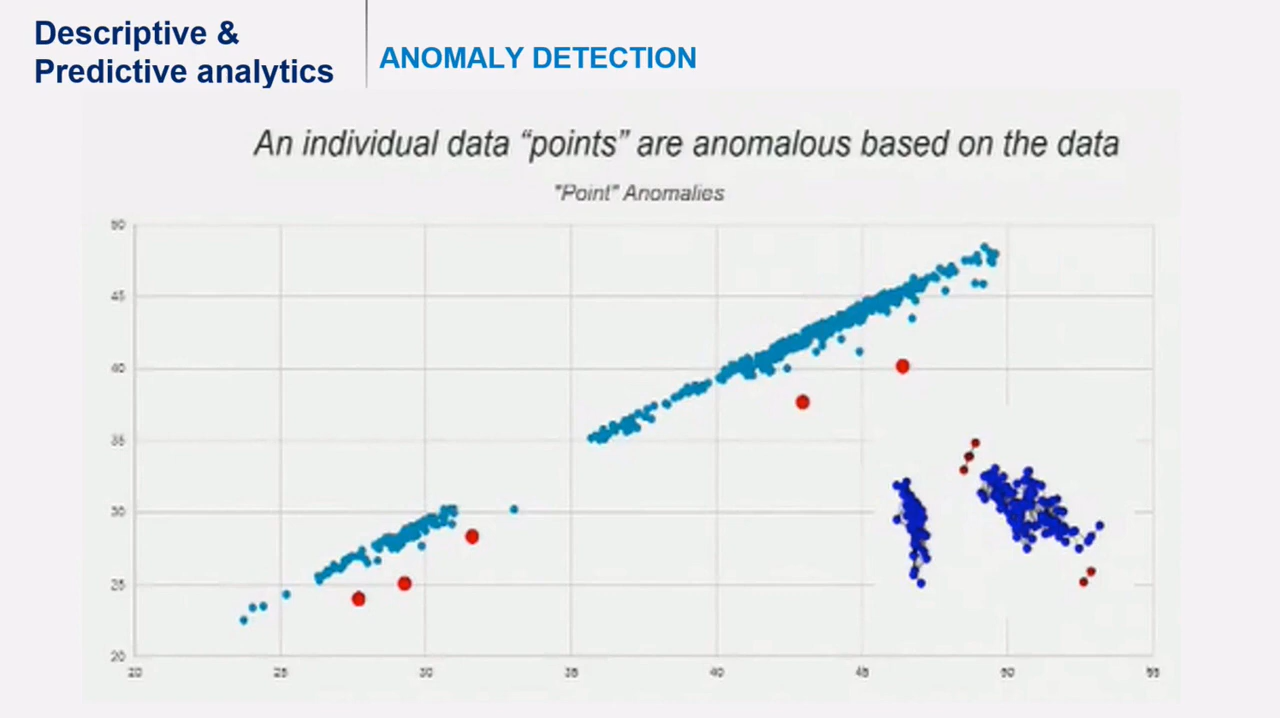 Descriptive &
Predictive analytics
ANOMALY DETECTION
An individual data “points” are anomalous based on the data
"Point" Anomalies
50
45
40
35
30
25
20
20 25 30 35 40 45 50 55